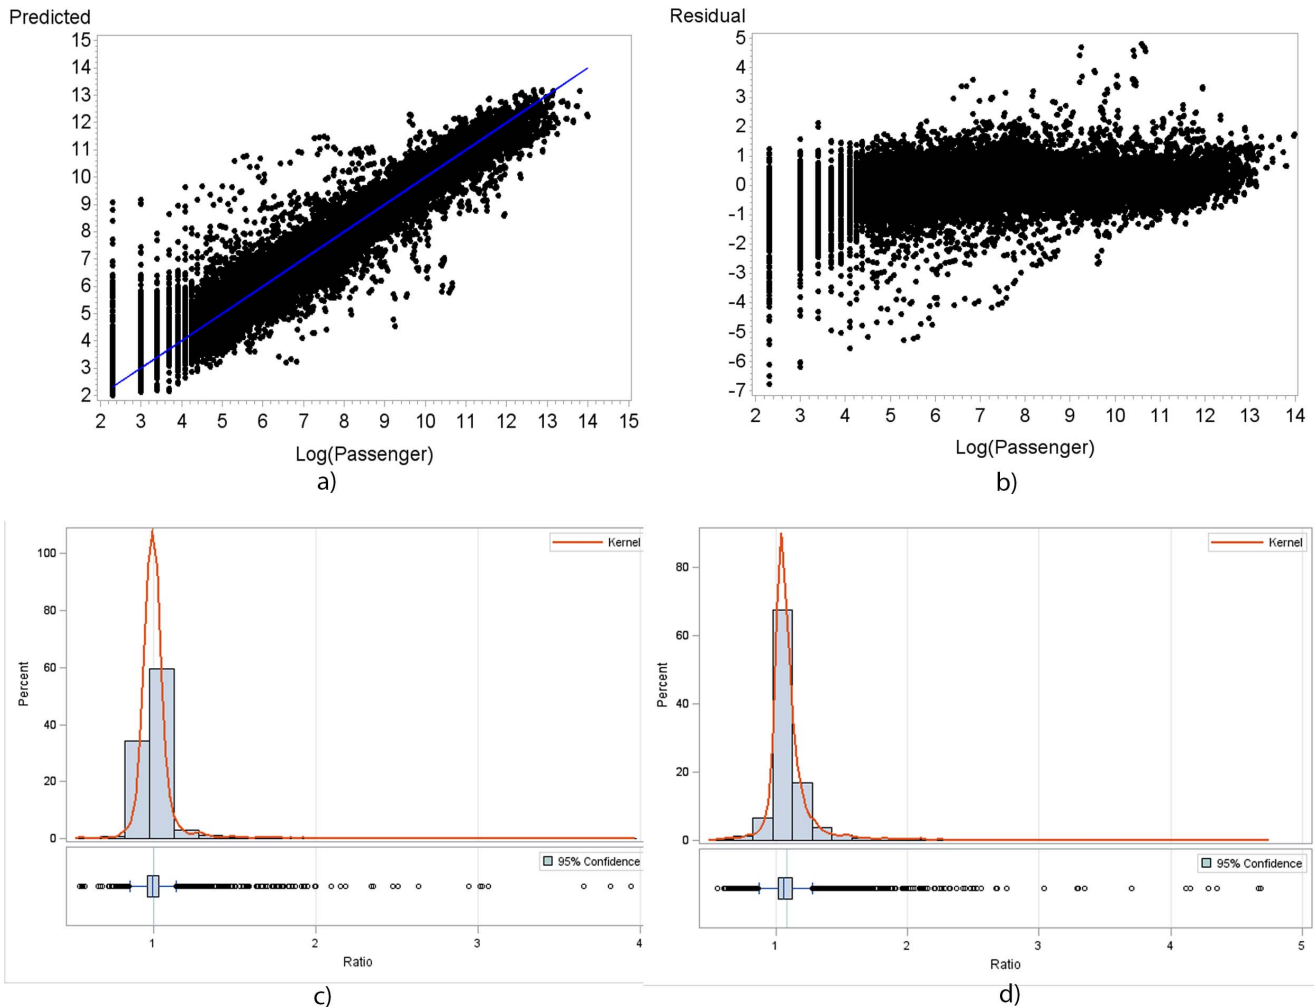 Predicted
15
14
13
12
11
10
9
8
7
6
5
4
3
2
2 3 4 5 6 7 8 9 10 11 12 13 14 15
Log(Passenger)
a)
Residual
5
4
3
2
1
0
-1
-2
-3
-4
-5
-6
-7
2 3 4 5 6 7 8 9 10 11 12 13 14
Log(Passenger)
b)
Kernel
Percent
100
80
60
40
20
0
95% Confidence
1 2 3 4
Ratio
c)
Kernel
Percent
80
60
40
20
0
95% Confidence
1 2 3 4 5
Ratio
d)